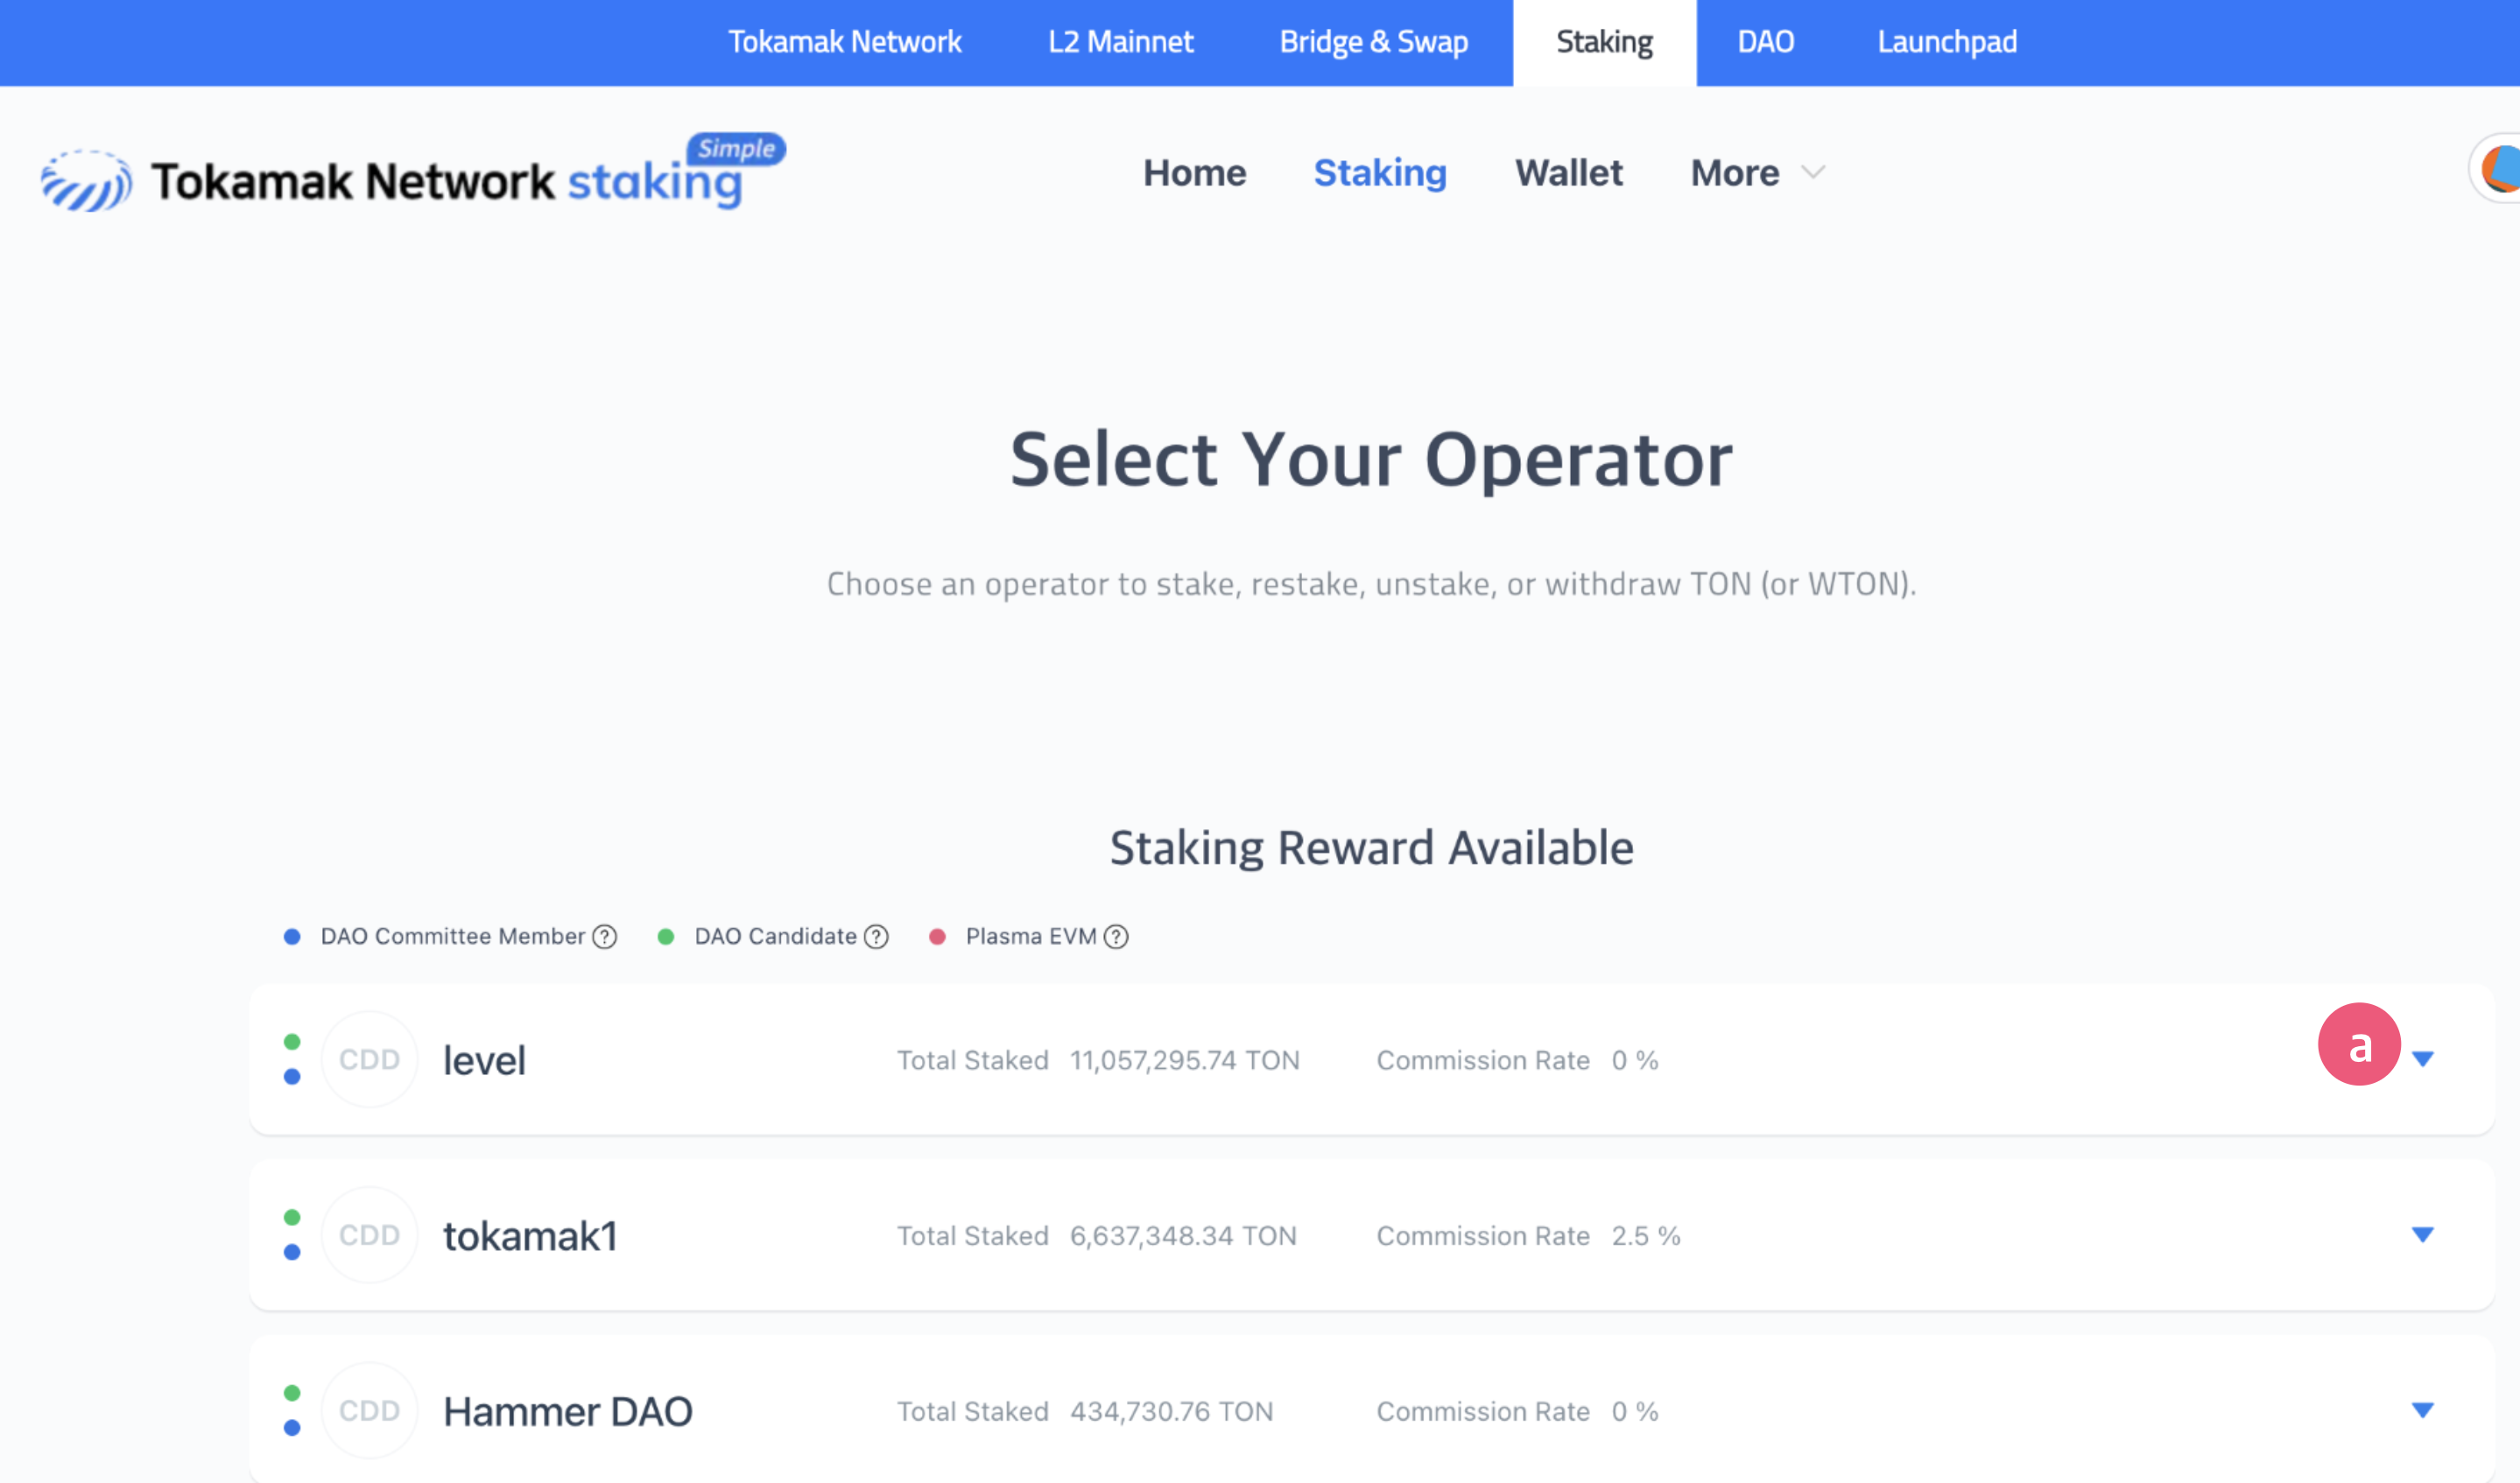 Tokamak Network L2 Mainnet Bridge & Swap Staking DAO Launchpad
Tokamak Network staking Simple
Home Staking Wallet More
Select Your Operator
Choose an operator to stake, restake, unstake, or withdraw TON (or WTON).
Staking Reward Available
DAO Committee Member ? DAO Candidate ? Plasma EVM ?
CDD level Total Staked 11,057,295.74 TON Commission Rate 0 % a
CDD tokamak1 Total Staked 6,637,348.34 TON Commission Rate 2.5 %
CDD Hammer DAO Total Staked 434,730.76 TON Commission Rate 0 %